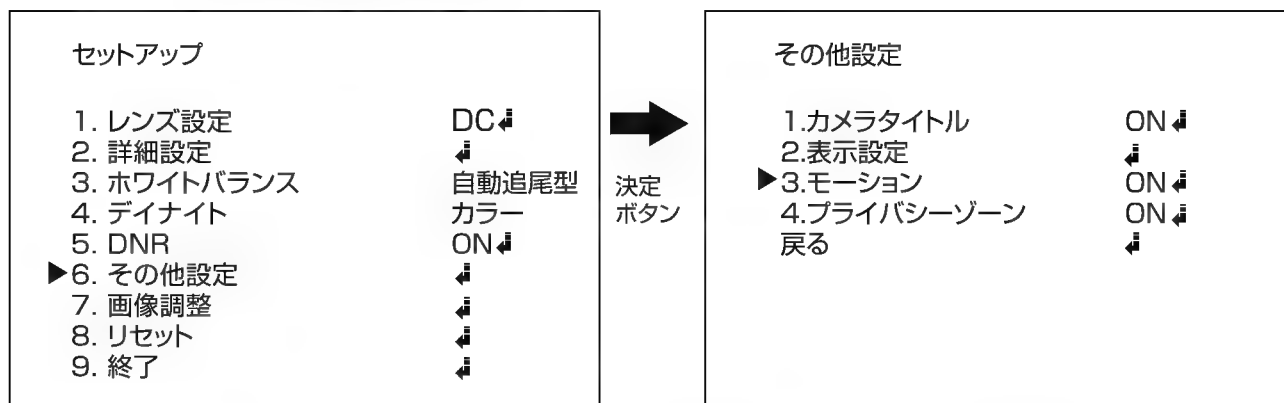 セットアップ
1. レンズ設定 DC↲
2. 詳細設定 ↲
3. ホワイトバランス 自動追尾型
4. デイナイト カラー
5. DNR ON↲
▶6. その他設定 ↲
7. 画像調整 ↲
8. リセット ↲
9. 終了 ↲
決定
ボタン
その他設定
1.カメラタイトル ON↲
2.表示設定 ↲
▶3.モーション ON↲
4.プライバシーゾーン ON↲
戻る ↲